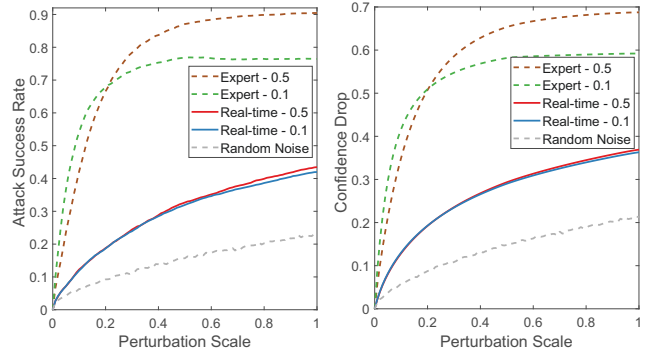 0.9
0.8
0.7
0.6
0.5
0.4
0.3
0.2
0.1
0
Attack Success Rate
Expert - 0.5
Expert - 0.1
Real-time - 0.5
Real-time - 0.1
Random Noise
0 0.2 0.4 0.6 0.8 1
Perturbation Scale
0.7
0.6
0.5
0.4
0.3
0.2
0.1
0
Confidence Drop
Expert - 0.5
Expert - 0.1
Real-time - 0.5
Real-time - 0.1
Random Noise
0 0.2 0.4 0.6 0.8 1
Perturbation Scale